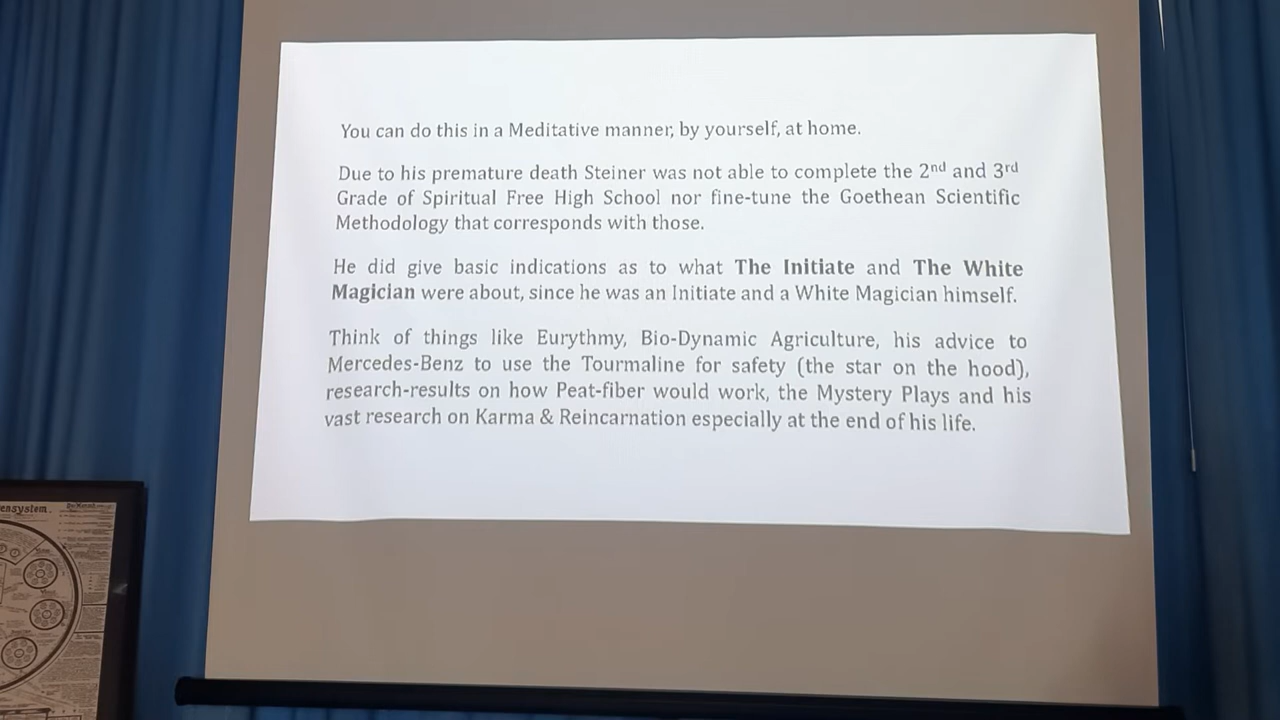 You can do this in a Meditative manner, by yourself, at home.
Due to his premature death Steiner was not able to complete the 2nd and 3rd
Grade of Spiritual Free High School nor fine-tune the Goethean Scientific
Methodology that corresponds with those.
He did give basic indications as to what The Initiate and The White
Magician were about, since he was an Initiate and a White Magician himself.
Think of things like Eurythmy, Bio-Dynamic Agriculture, his advice to
Mercedes-Benz to use the Tourmaline for safety (the star on the hood),
research-results on how Peat-fiber would work, the Mystery Plays and his
vast research on Karma & Reincarnation especially at the end of his life.
ensystem